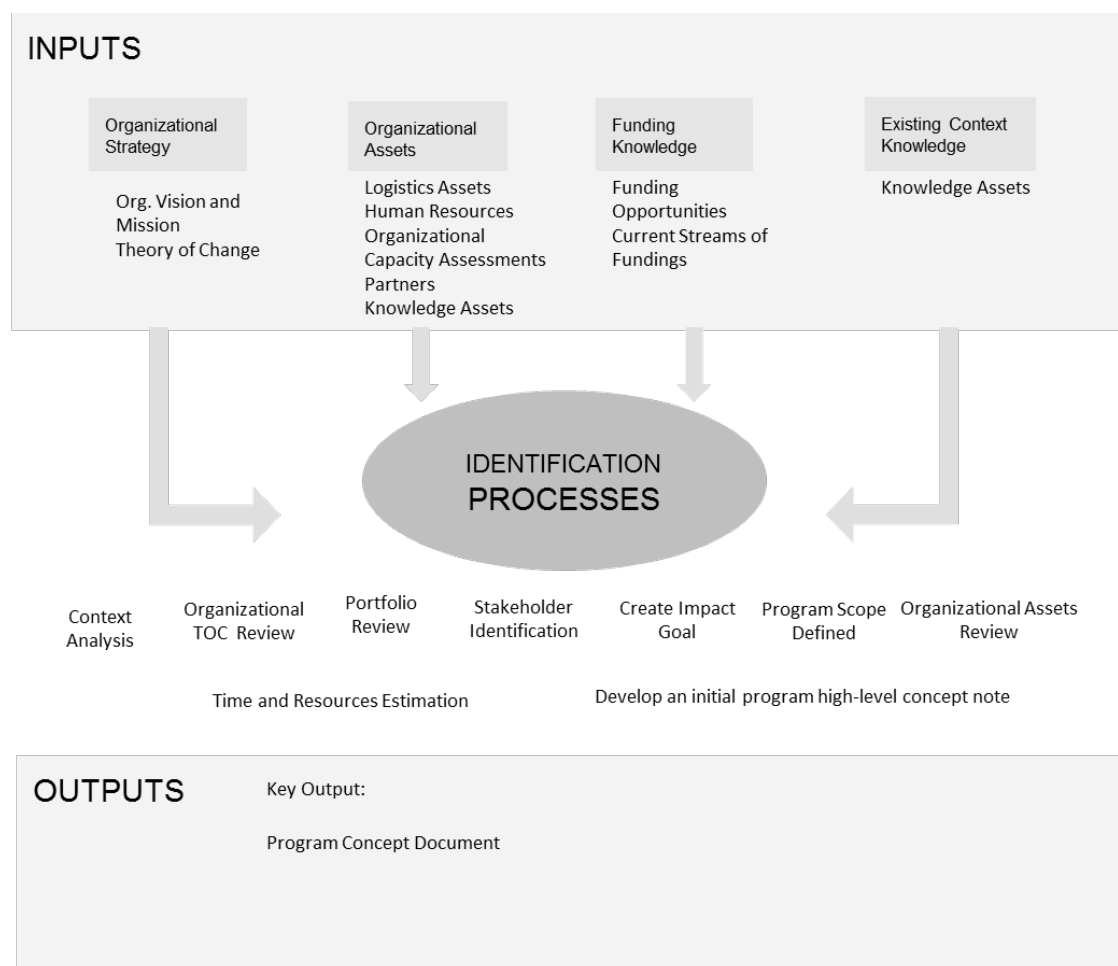 INPUTS
Organizational
Strategy
Org. Vision and
Mission
Theory of Change
Organizational
Assets
Logistics Assets
Human Resources
Organizational
Capacity Assessments
Partners
Knowledge Assets
Funding
Knowledge
Funding
Opportunities
Current Streams of
Fundings
Existing Context
Knowledge
Knowledge Assets
IDENTIFICATION
PROCESSES
Context
Analysis
Organizational
TOC Review
Portfolio
Review
Stakeholder
Identification
Create Impact
Goal
Program Scope
Defined
Organizational Assets
Review
Time and Resources Estimation
Develop an initial program high-level concept note
OUTPUTS
Key Output:
Program Concept Document